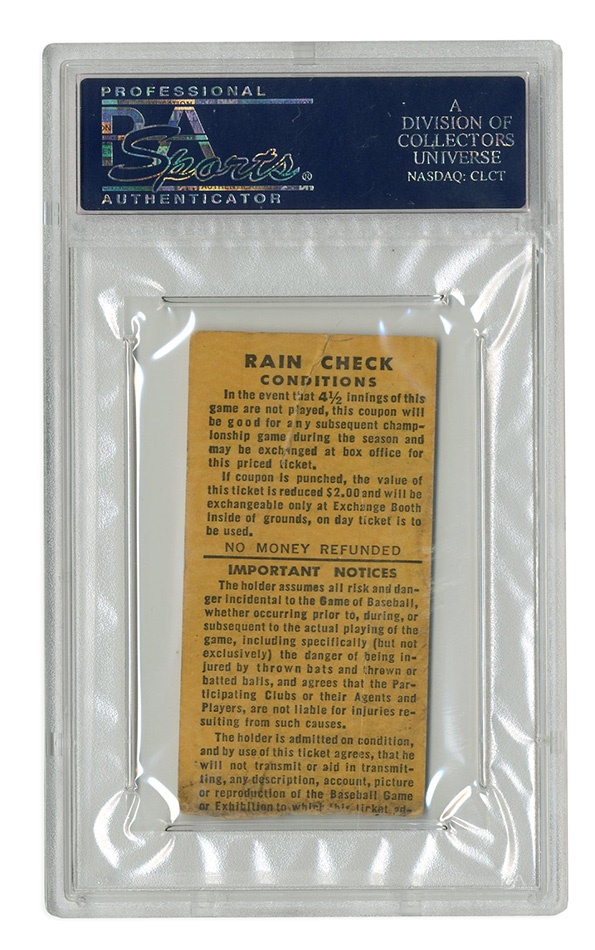 PROFESSIONAL
PSA
Sports®
AUTHENTICATOR
A
DIVISION OF
COLLECTORS
UNIVERSE
NASDAQ: CLCT
RAIN CHECK
CONDITIONS
In the event that 4½ innings of this
game are not played, this coupon will
be good for any subsequent champ-
ionship game during the season and
may be exchanged at box office for
this priced ticket.
If coupon is punched, the value of
this ticket is reduced $2.00 and will be
exchangeable only at Exchange Booth
inside of grounds, on day ticket is to
be used.
NO MONEY REFUNDED
IMPORTANT NOTICES
The holder assumes all risk and dan-
ger incidental to the Game of Baseball,
whether occurring prior to, during, or
subsequent to the actual playing of the
game, including specifically (but not
exclusively) the danger of being in-
jured by thrown bats and thrown or
batted balls, and agrees that the Par-
ticipating Clubs or their Agents and
Players, are not liable for injuries re-
sulting from such causes.
The holder is admitted on condition,
and by use of this ticket agrees, that he
will not transmit or aid in transmit-
ting, any description, account, picture
or reproduction of the Baseball Game
or Exhibition to which this ticket ad-